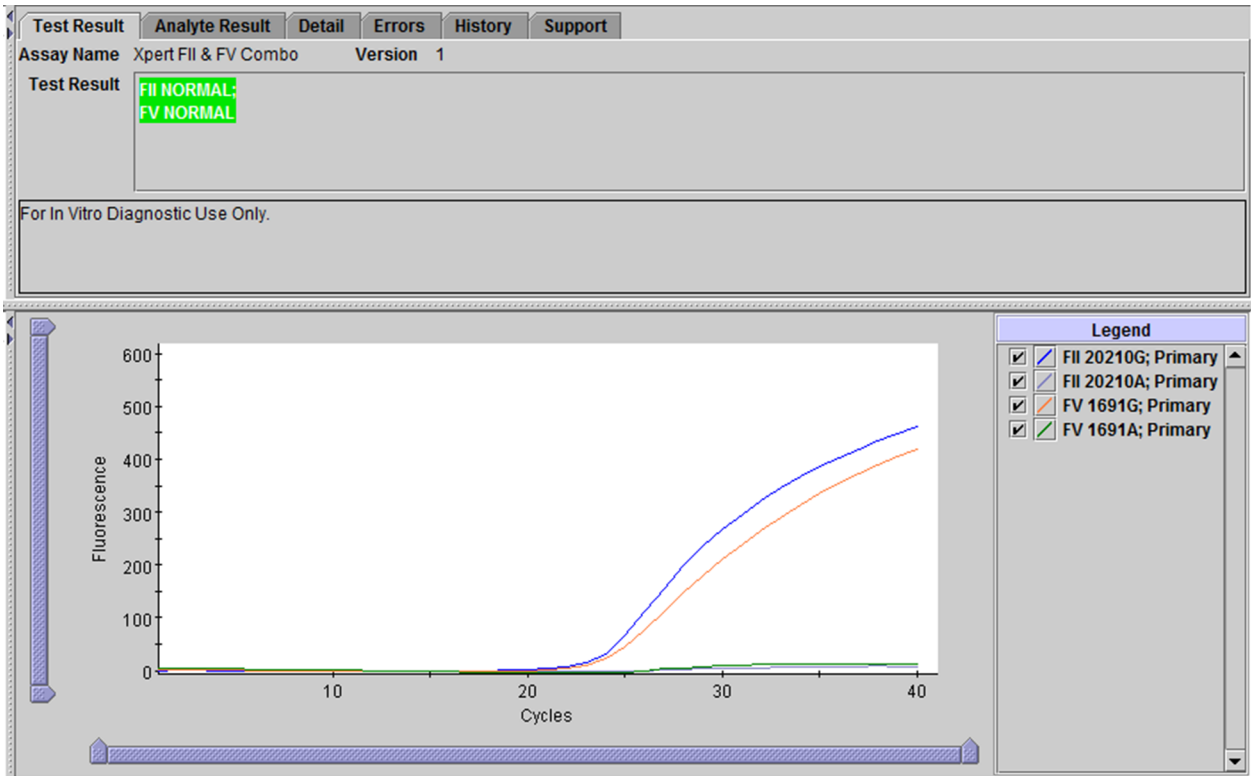 Test Result Analyte Result Detail Errors History Support
Assay Name Xpert FII & FV Combo Version 1
Test Result
FII NORMAL;
FV NORMAL
For In Vitro Diagnostic Use Only.
600
500
400
300
200
100
0
Fluorescence
10 20 30 40
Cycles
Legend
FII 20210G; Primary
FII 20210A; Primary
FV 1691G; Primary
FV 1691A; Primary